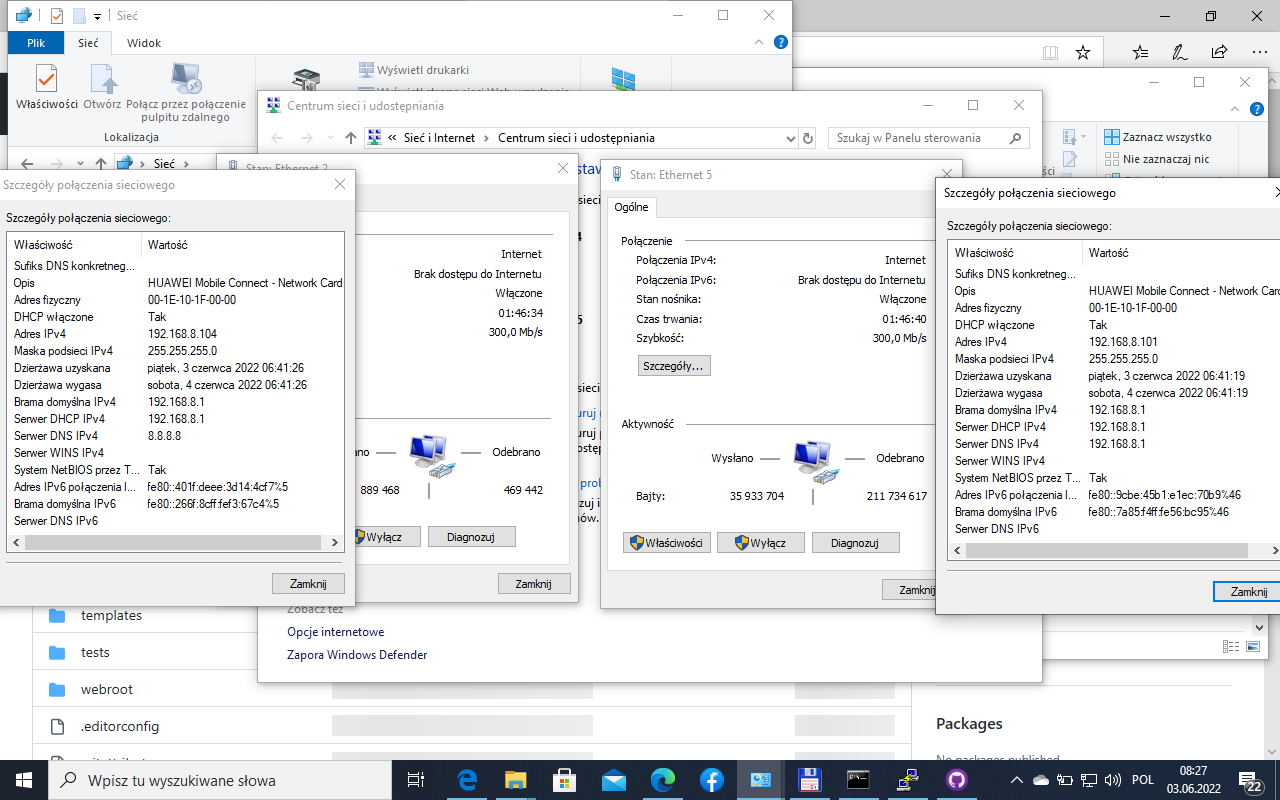 Sieć
Plik
Sieć
Widok
Właściwości
Otwórz
Połącz przez połączenie
pulpitu zdalnego
Lokalizacja
Wyświetl drukarki
Sieć
Centrum sieci i udostępniania
« Sieć i Internet > Centrum sieci i udostępniania
Szukaj w Panelu sterowania
Zaznacz wszystko
Nie zaznaczaj nic
Szczegóły połączenia sieciowego
Szczegóły połączenia sieciowego:
Właściwość Wartość
Sufiks DNS konkretneg...
Opis HUAWEI Mobile Connect - Network Card
Adres fizyczny 00-1E-10-1F-00-00
DHCP włączone Tak
Adres IPv4 192.168.8.104
Maska podsieci IPv4 255.255.255.0
Dzierżawa uzyskana piątek, 3 czerwca 2022 06:41:26
Dzierżawa wygasa sobota, 4 czerwca 2022 06:41:26
Brama domyślna IPv4 192.168.8.1
Serwer DHCP IPv4 192.168.8.1
Serwer DNS IPv4 8.8.8.8
Serwer WINS IPv4
System NetBIOS przez T... Tak
Adres IPv6 połączenia l... fe80::401f:deee:3d14:4cf7%5
Brama domyślna IPv6 fe80::266f:8cff:fef3:67c4%5
Serwer DNS IPv6
Zamknij
Stan: Ethernet 2
Internet
Brak dostępu do Internetu
Włączone
01:46:34
300,0 Mb/s
Odebrano
889 468
469 442
Wyłącz
Diagnozuj
Zamknij
Stan: Ethernet 5
Ogólne
Połączenie
Połączenia IPv4: Internet
Połączenia IPv6: Brak dostępu do Internetu
Stan nośnika: Włączone
Czas trwania: 01:46:40
Szybkość: 300,0 Mb/s
Szczegóły...
Aktywność
Wysłano
Odebrano
Bajty: 35 933 704 211 734 617
Właściwości
Wyłącz
Diagnozuj
Zamknij
Szczegóły połączenia sieciowego
Szczegóły połączenia sieciowego:
Właściwość Wartość
Sufiks DNS konkretneg...
Opis HUAWEI Mobile Connect - Network Card
Adres fizyczny 00-1E-10-1F-00-00
DHCP włączone Tak
Adres IPv4 192.168.8.101
Maska podsieci IPv4 255.255.255.0
Dzierżawa uzyskana piątek, 3 czerwca 2022 06:41:19
Dzierżawa wygasa sobota, 4 czerwca 2022 06:41:19
Brama domyślna IPv4 192.168.8.1
Serwer DHCP IPv4 192.168.8.1
Serwer DNS IPv4 192.168.8.1
Serwer WINS IPv4
System NetBIOS przez T... Tak
Adres IPv6 połączenia l... fe80::9cbe:45b1:e1ec:70b9%46
Brama domyślna IPv6 fe80::7a85:f4ff:fe56:bc95%46
Serwer DNS IPv6
Zamknij
Zobacz też
Opcje internetowe
Zapora Windows Defender
templates
tests
webroot
.editorconfig
Packages
No packages published
Wpisz tu wyszukiwane słowa
POL
08:27
03.06.2022
22